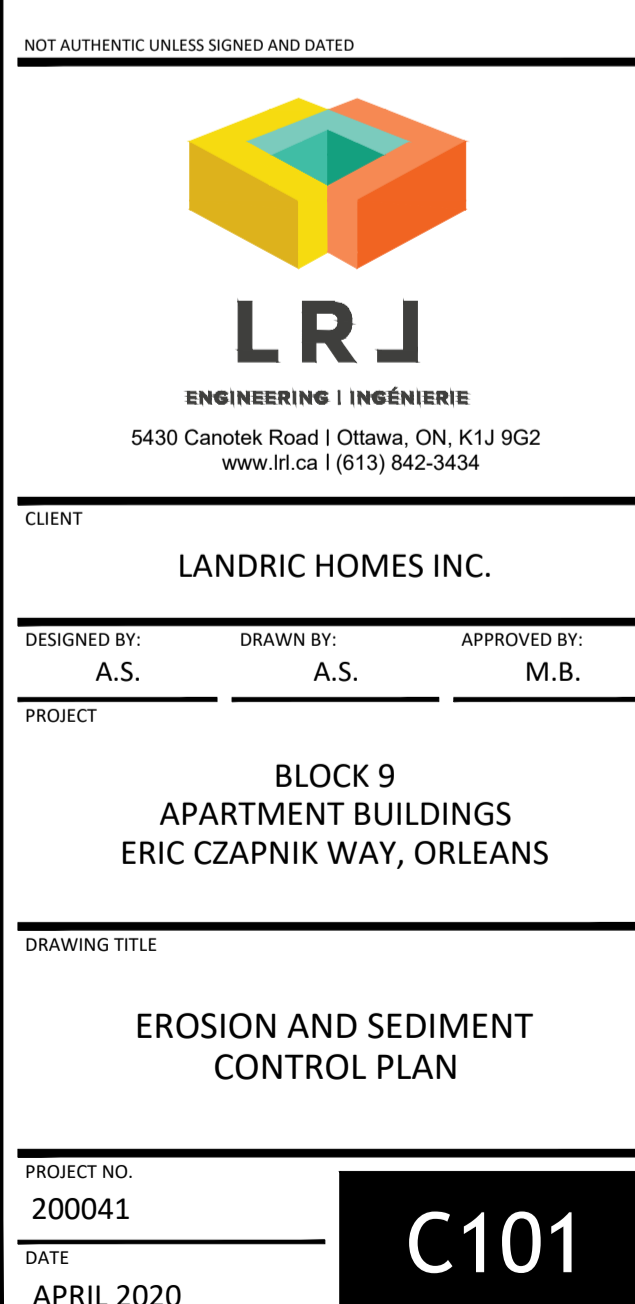 NOT AUTHENTIC UNLESS SIGNED AND DATED
LRL
ENGINEERING | INGÉNIERIE
5430 Canotek Road | Ottawa, ON, K1J 9G2
www.lrl.ca | (613) 842-3434
CLIENT
LANDRIC HOMES INC.
DESIGNED BY: DRAWN BY: APPROVED BY:
A.S. A.S. M.B.
PROJECT
BLOCK 9
APARTMENT BUILDINGS
ERIC CZAPNIK WAY, ORLEANS
DRAWING TITLE
EROSION AND SEDIMENT
CONTROL PLAN
PROJECT NO.
200041
C101
DATE
APRIL 2020